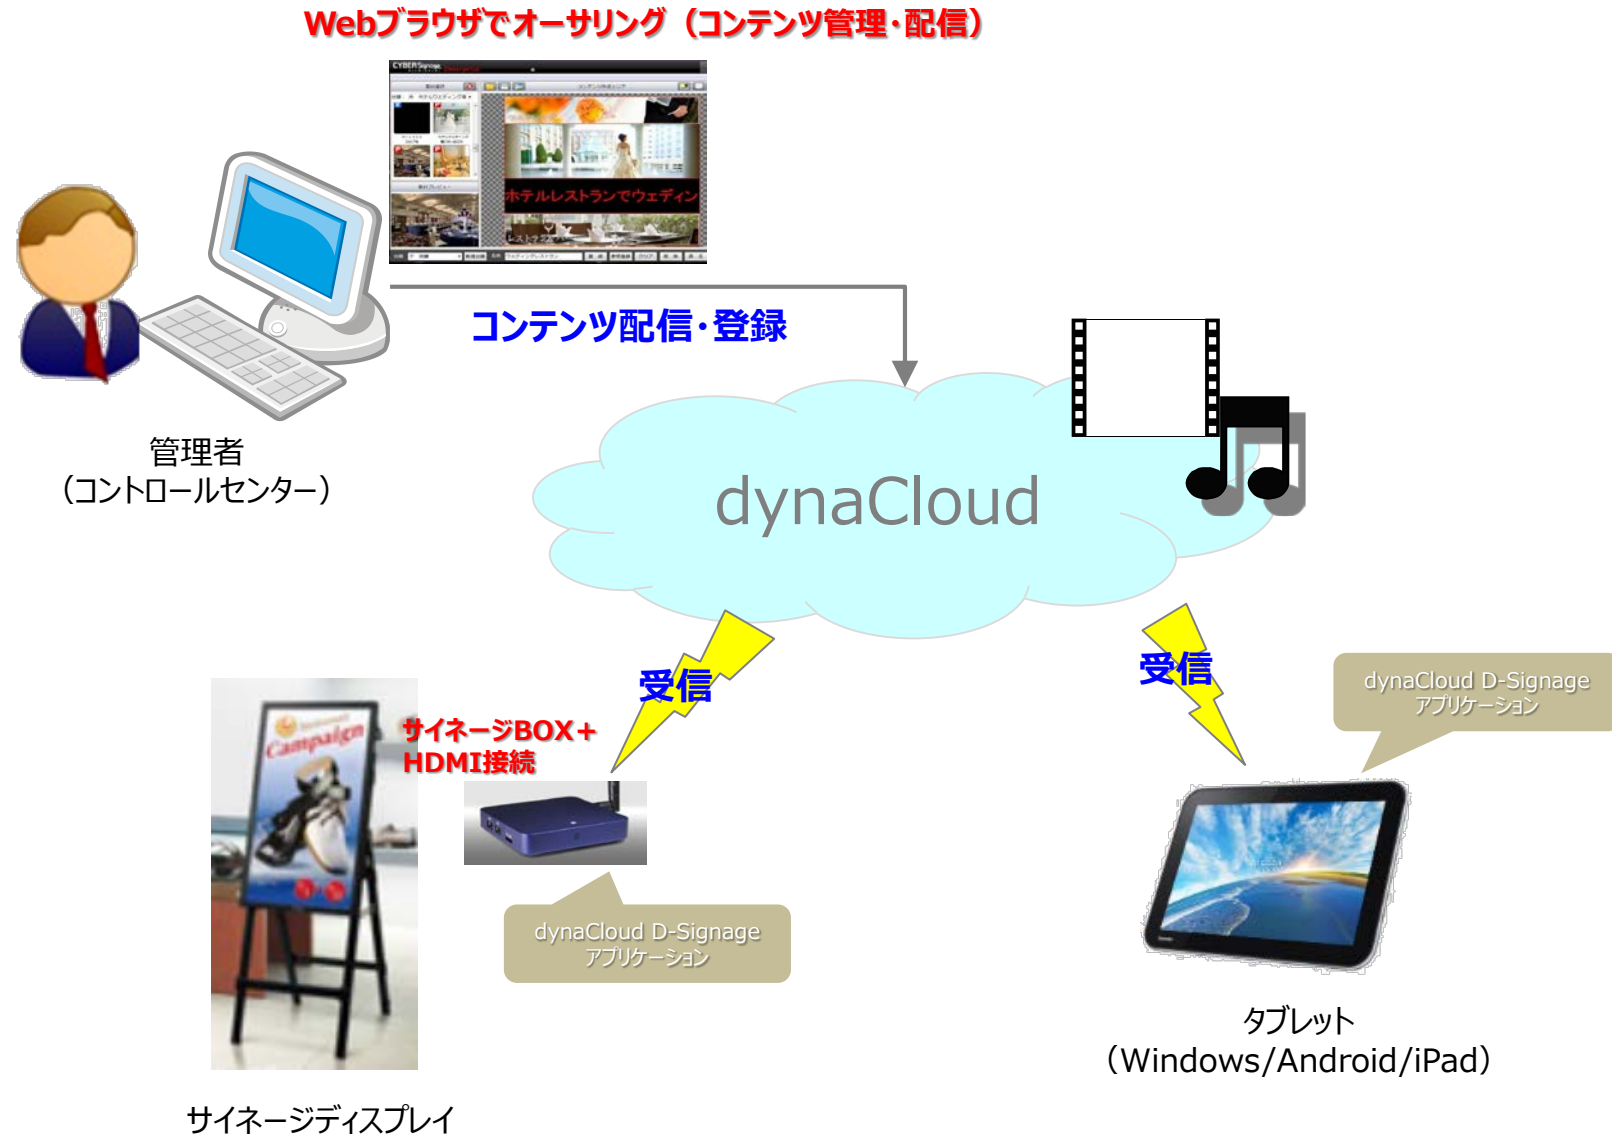 Webブラウザでオーサリング（コンテンツ管理・配信）
CYBERSignage
ホテルレストランでウェディン
コンテンツ配信・登録
管理者
（コントロールセンター）
dynaCloud
受信
受信
dynaCloud D-Signage
アプリケーション
サイネージBOX＋
HDMI接続
Campaign
dynaCloud D-Signage
アプリケーション
タブレット
（Windows/Android/iPad）
サイネージディスプレイ